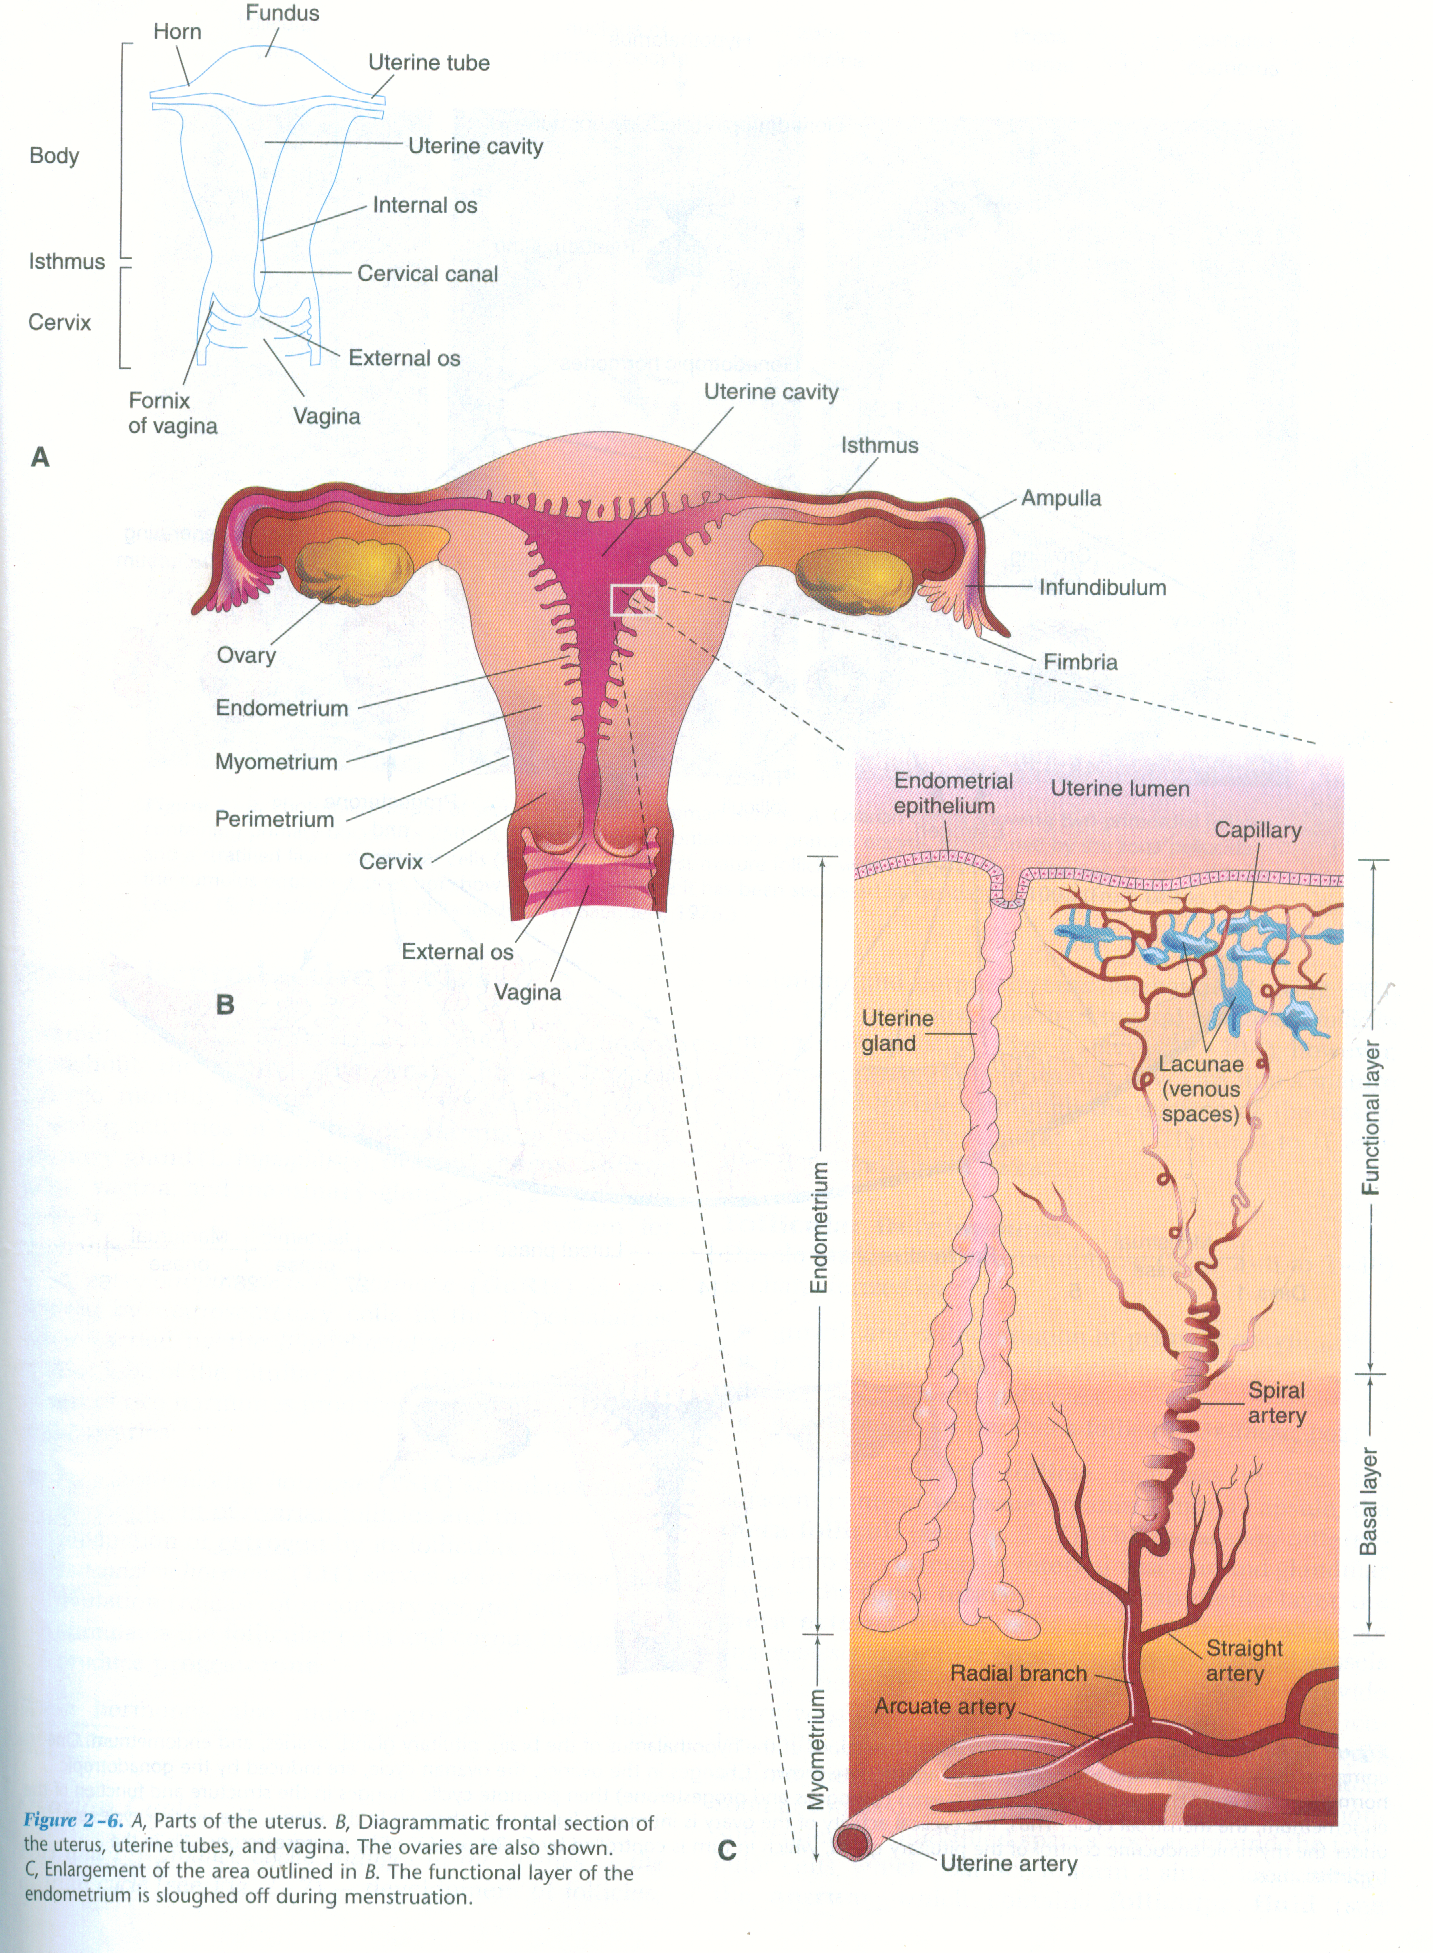 Fundus
Horn
Uterine tube
Uterine cavity
Body
Internal os
Isthmus
Cervical canal
Cervix
External os
Fornix
of vagina
Vagina
A
Uterine cavity
Isthmus
Ampulla
Infundibulum
Fimbria
Ovary
Endometrium
Myometrium
Perimetrium
Cervix
External os
Vagina
B
Endometrial
epithelium
Uterine lumen
Capillary
Uterine
gland
Lacunae
(venous
spaces)
Functional layer
Endometrium
Spiral
artery
Basal layer
Straight
artery
Radial branch
Arcuate artery
Myometrium
Uterine artery
C
Figure 2-6. A, Parts of the uterus. B, Diagrammatic frontal section of
the uterus, uterine tubes, and vagina. The ovaries are also shown.
C, Enlargement of the area outlined in B. The functional layer of the
endometrium is sloughed off during menstruation.